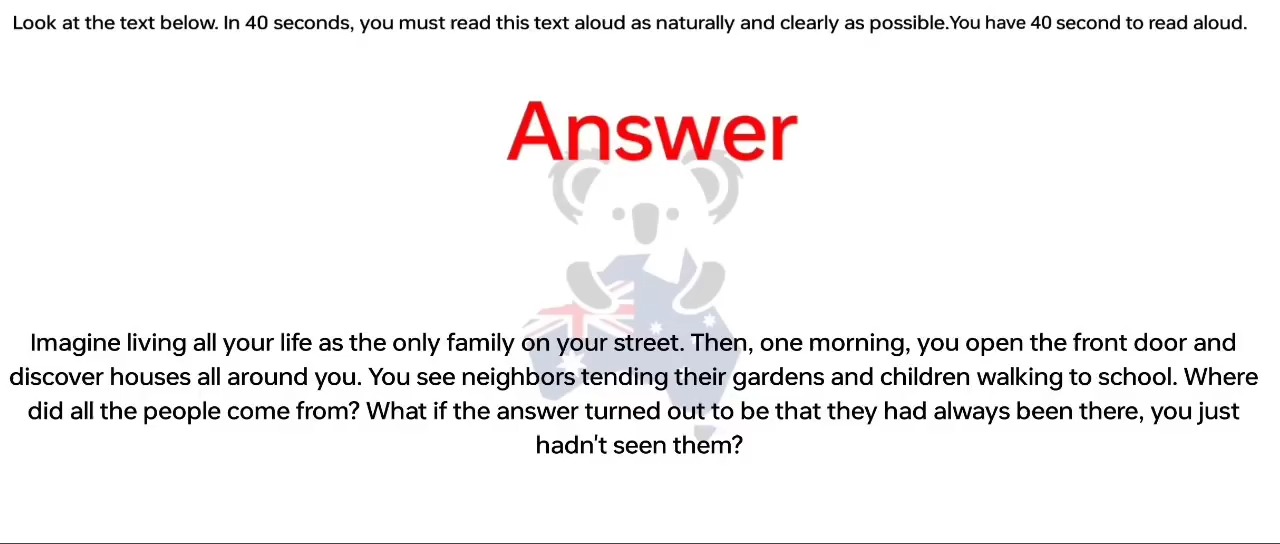 Look at the text below. In 40 seconds, you must read this text aloud as naturally and clearly as possible.You have 40 second to read aloud.
Answer
Imagine living all your life as the only family on your street. Then, one morning, you open the front door and
discover houses all around you. You see neighbors tending their gardens and children walking to school. Where
did all the people come from? What if the answer turned out to be that they had always been there, you just
hadn't seen them?